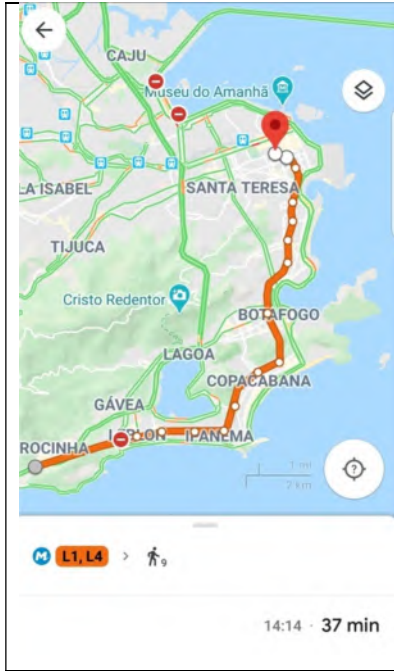 CAJU
Museu do Amanhã
SANTA TERESA
TIJUCA
Cristo Redentor
BOTAFOGO
LAGOA
COPACABANA
GÁVEA
ROCINHA
IPANEMA
1 mi
2 km
M L1, L4 > 9
14:14 · 37 min